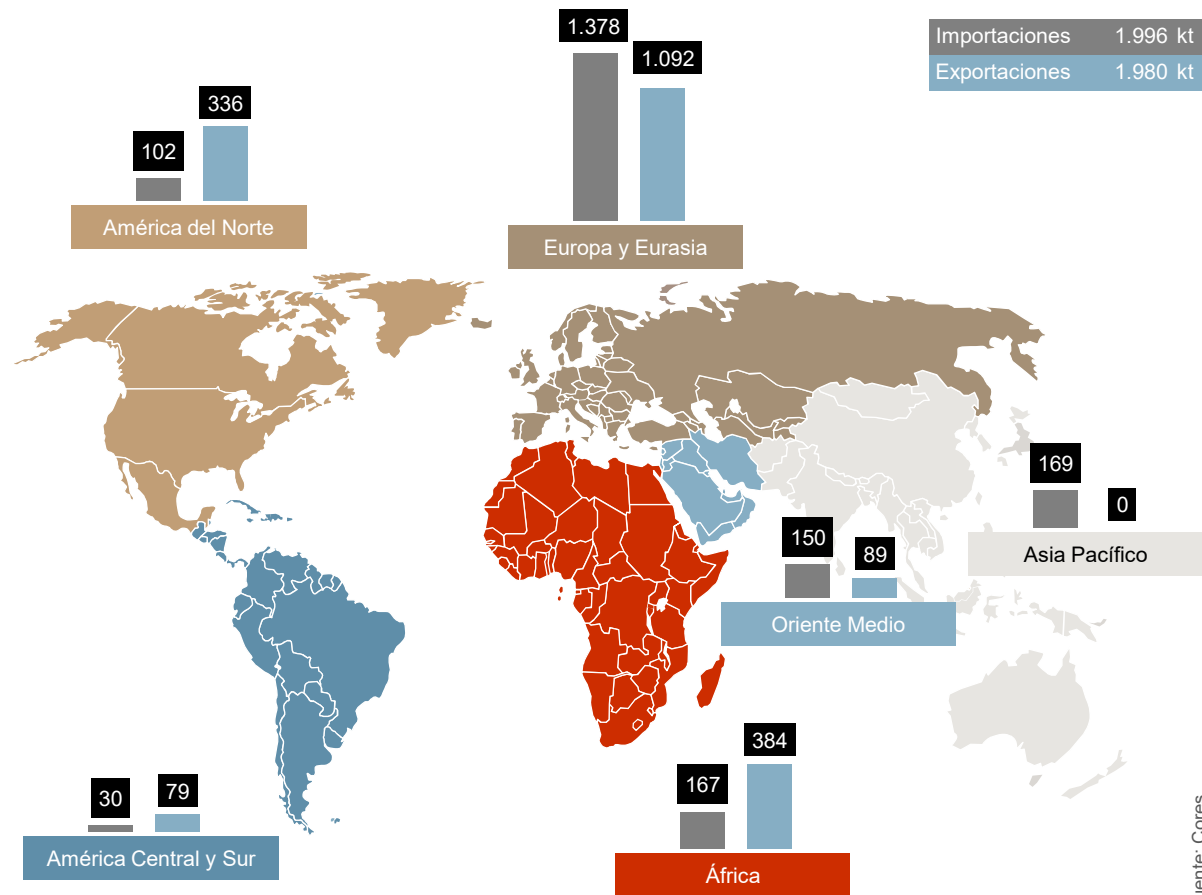 Importaciones 1.996 kt
Exportaciones 1.980 kt
1.378
1.092
Europa y Eurasia
102
336
América del Norte
169
0
Asia Pacífico
150
89
Oriente Medio
167
384
África
30
79
América Central y Sur
Cores